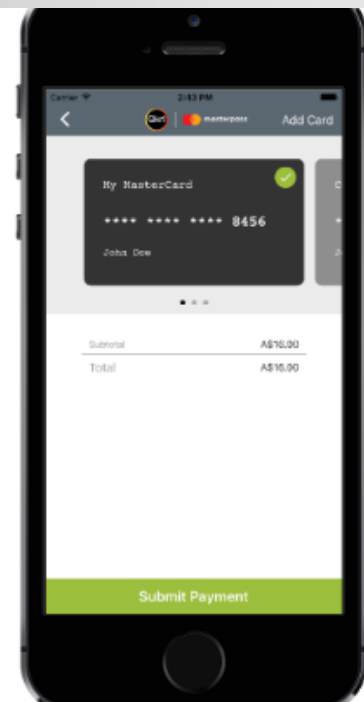 Carrier 2:43 PM
masterpass Add Card
My MasterCard
**** **** **** 8456
John Doe
Subtotal A$16.00
Total A$16.00
Submit Payment